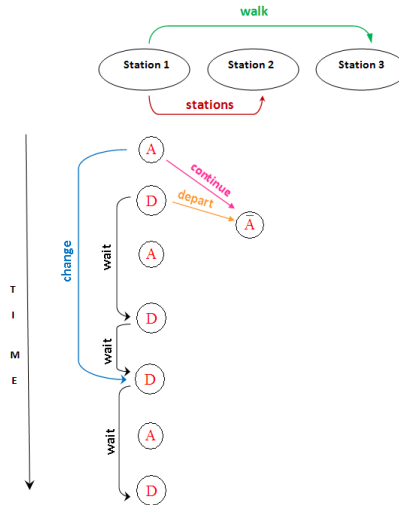 walk
Station 1
Station 2
Station 3
stations
A
continue
D
depart
A̅
change
wait
A
T
I
M
E
D
wait
D
wait
A
D